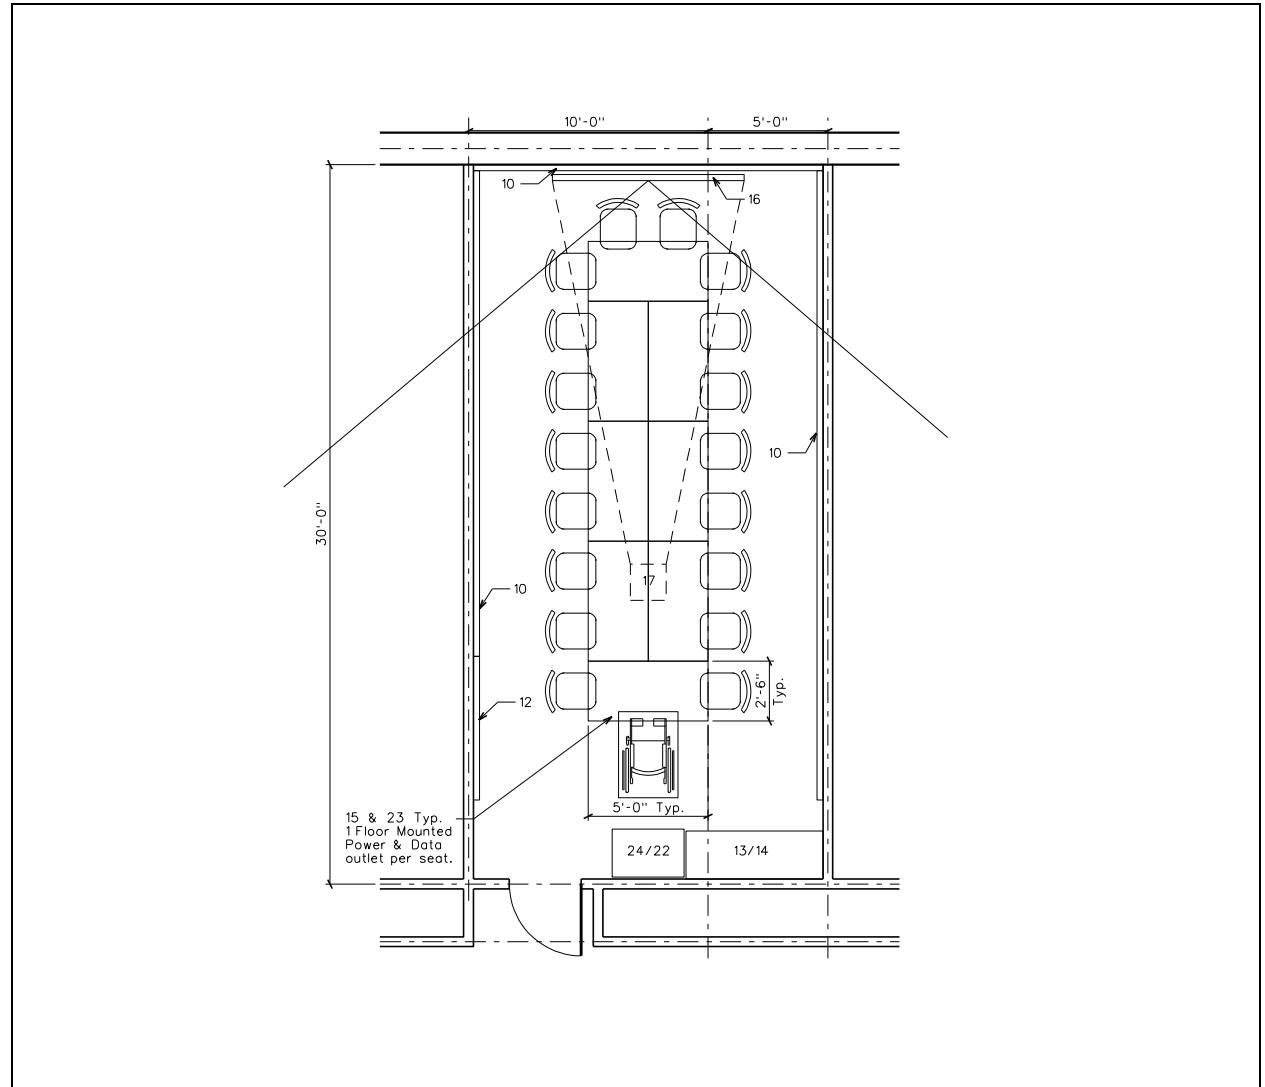 10'-0"
5'-0"
10
16
10
30'-0"
17
10
2'-6"
Typ.
12
5'-0" Typ.
15 & 23 Typ.
1 Floor Mounted
Power & Data
outlet per seat.
24/22
13/14